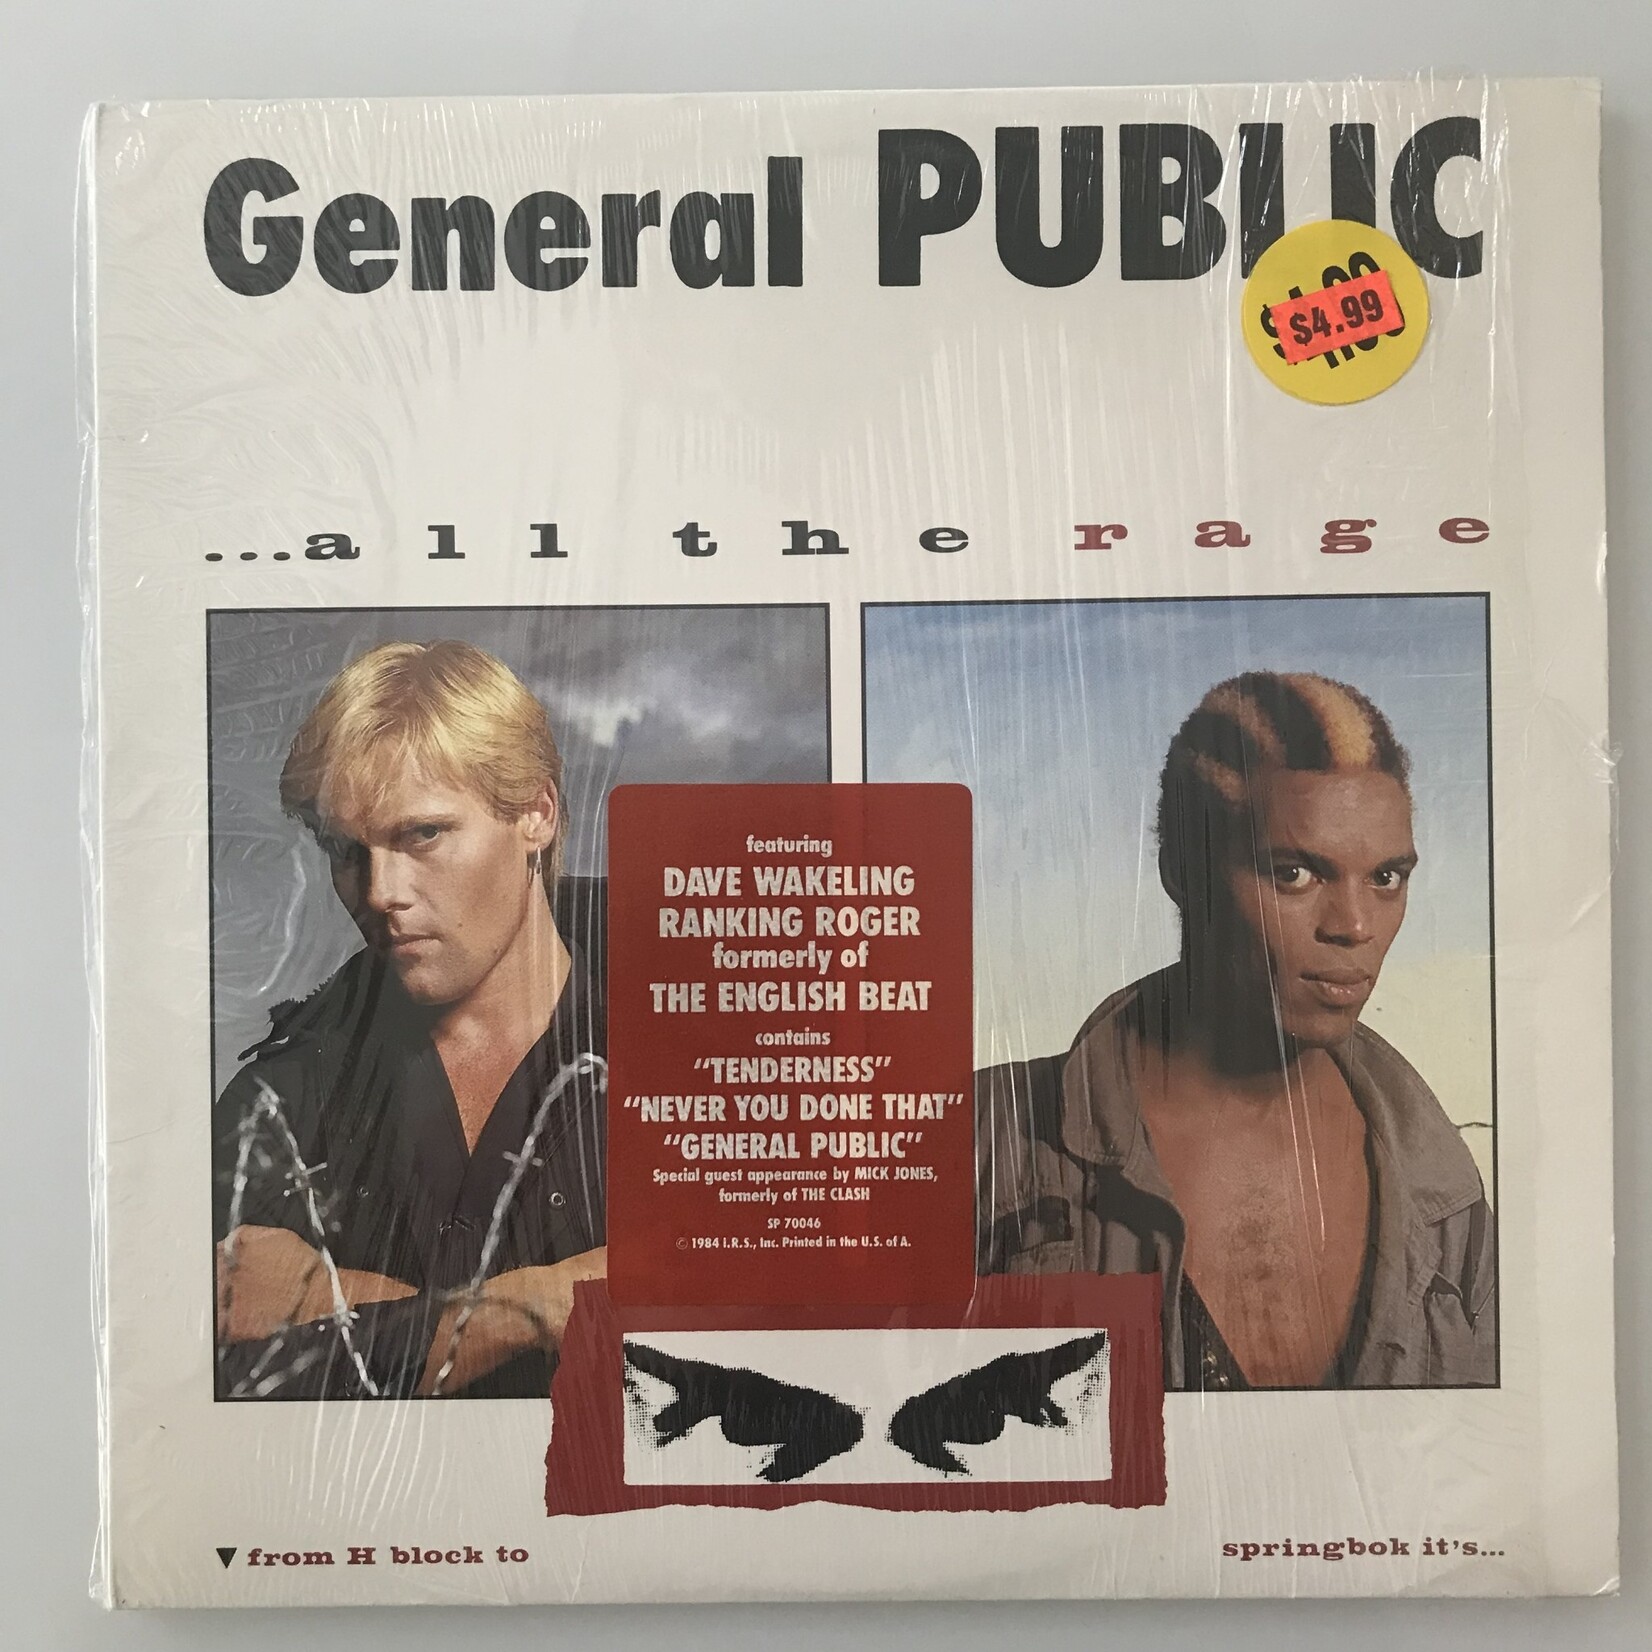 General PUBLIC
$4.99
...all the rage
featuring
DAVE WAKELING
RANKING ROGER
formerly of
THE ENGLISH BEAT
contains
"TENDERNESS"
"NEVER YOU DONE THAT"
"GENERAL PUBLIC"
Special guest appearance by MICK JONES,
formerly of THE CLASH
SP 70046
© 1984 I.R.S., Inc. Printed in the U.S. of A.
▼ from H block to
springbok it's...